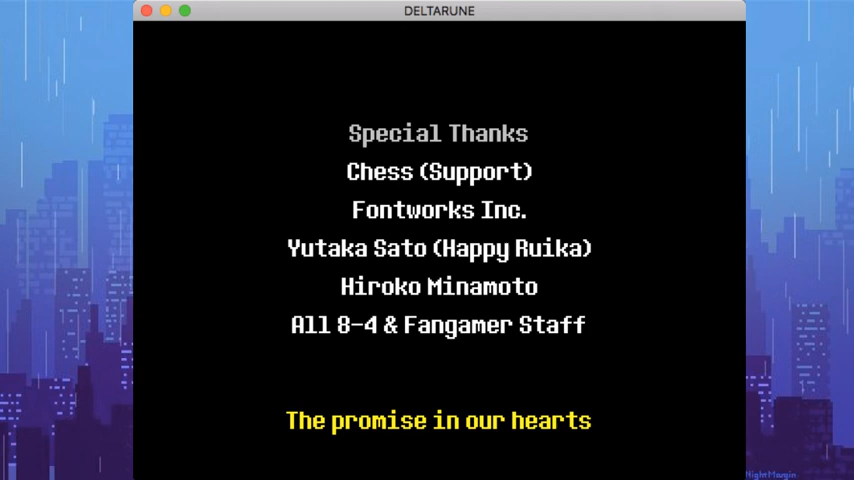 DELTARUNE
Special Thanks
Chess (Support)
Fontworks Inc.
Yutaka Sato (Happy Ruika)
Hiroko Minamoto
All 8-4 & Fangamer Staff
The promise in our hearts
NightMargin